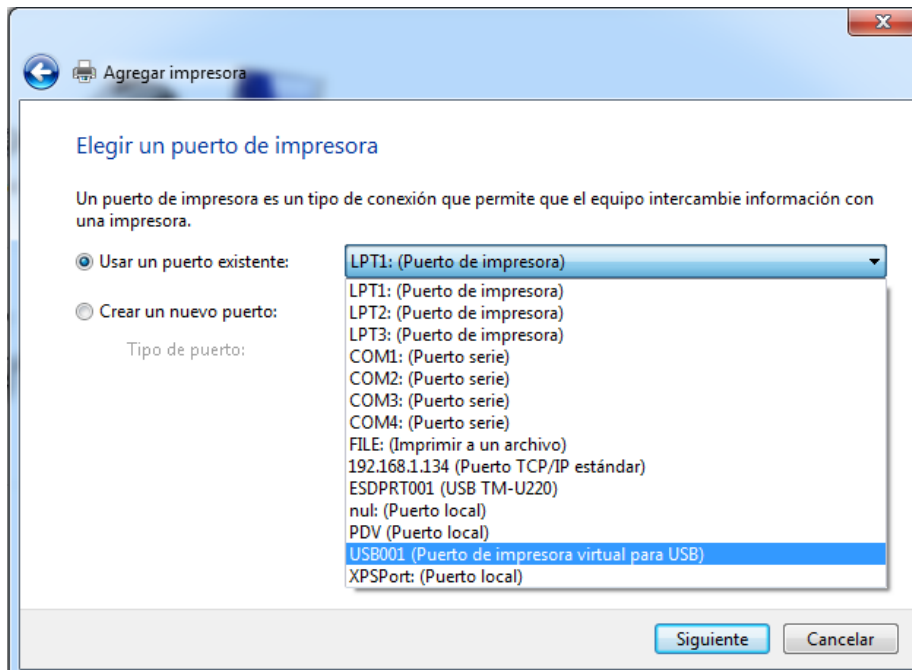 Agregar impresora
Elegir un puerto de impresora
Un puerto de impresora es un tipo de conexión que permite que el equipo intercambie información con
una impresora.
Usar un puerto existente:
LPT1: (Puerto de impresora)
LPT1: (Puerto de impresora)
LPT2: (Puerto de impresora)
Crear un nuevo puerto:
LPT3: (Puerto de impresora)
Tipo de puerto:
COM1: (Puerto serie)
COM2: (Puerto serie)
COM3: (Puerto serie)
COM4: (Puerto serie)
FILE: (Imprimir a un archivo)
192.168.1.134 (Puerto TCP/IP estándar)
ESDPRT001 (USB TM-U220)
nul: (Puerto local)
PDV (Puerto local)
USB001 (Puerto de impresora virtual para USB)
XPSPort: (Puerto local)
Siguiente
Cancelar